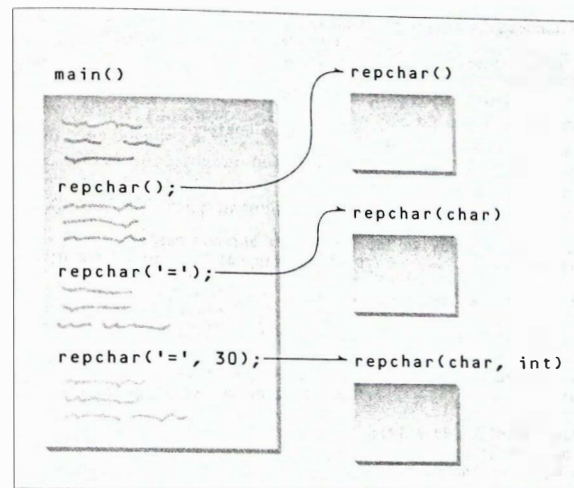 main()
repchar()
repchar();
repchar(char)
repchar('=');
repchar('=', 30);
repchar(char, int)